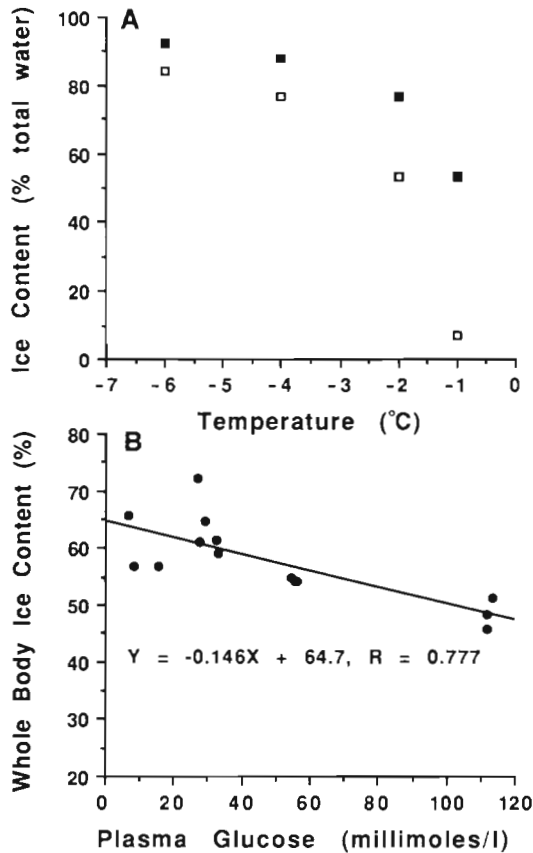 A
Ice Content (% total water)
100
80
60
40
20
0
-7 -6 -5 -4 -3 -2 -1 0
Temperature (°C)
B
Whole Body Ice Content (%)
80
70
60
50
40
30
20
Y = -0.146X + 64.7, R = 0.777
0 20 40 60 80 100 120
Plasma Glucose (millimoles/l)